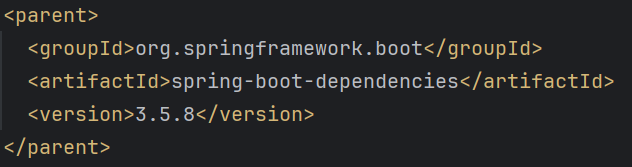 <parent>
<groupId>org.springframework.boot</groupId>
<artifactId>spring-boot-dependencies</artifactId>
<version>3.5.8</version>
</parent>